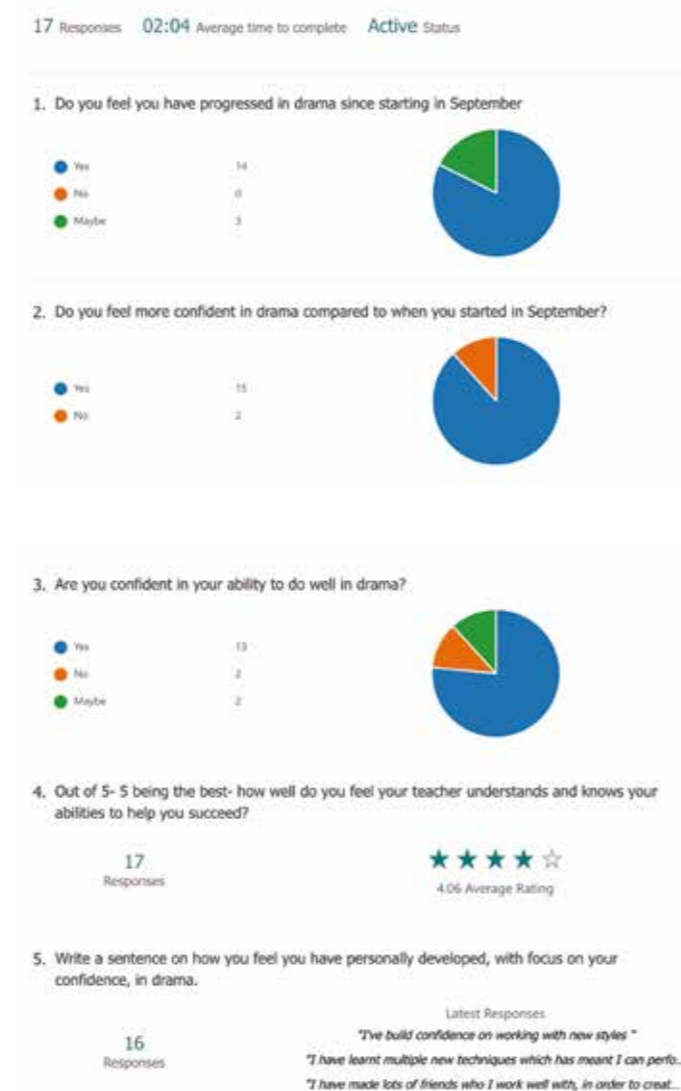 17 Responses 02:04 Average time to complete Active Status
1. Do you feel you have progressed in drama since starting in September
Yes 14
No 0
Maybe 3
2. Do you feel more confident in drama compared to when you started in September?
Yes 15
No 2
3. Are you confident in your ability to do well in drama?
Yes 13
No 2
Maybe 2
4. Out of 5- 5 being the best- how well do you feel your teacher understands and knows your
abilities to help you succeed?
17
Responses
4.06 Average Rating
5. Write a sentence on how you feel you have personally developed, with focus on your
confidence, in drama.
16
Responses
Latest Responses
"I've build confidence on working with new styles "
"I have learnt multiple new techniques which has meant I can perfo...
"I have made lots of friends who I work well with, in order to creat...